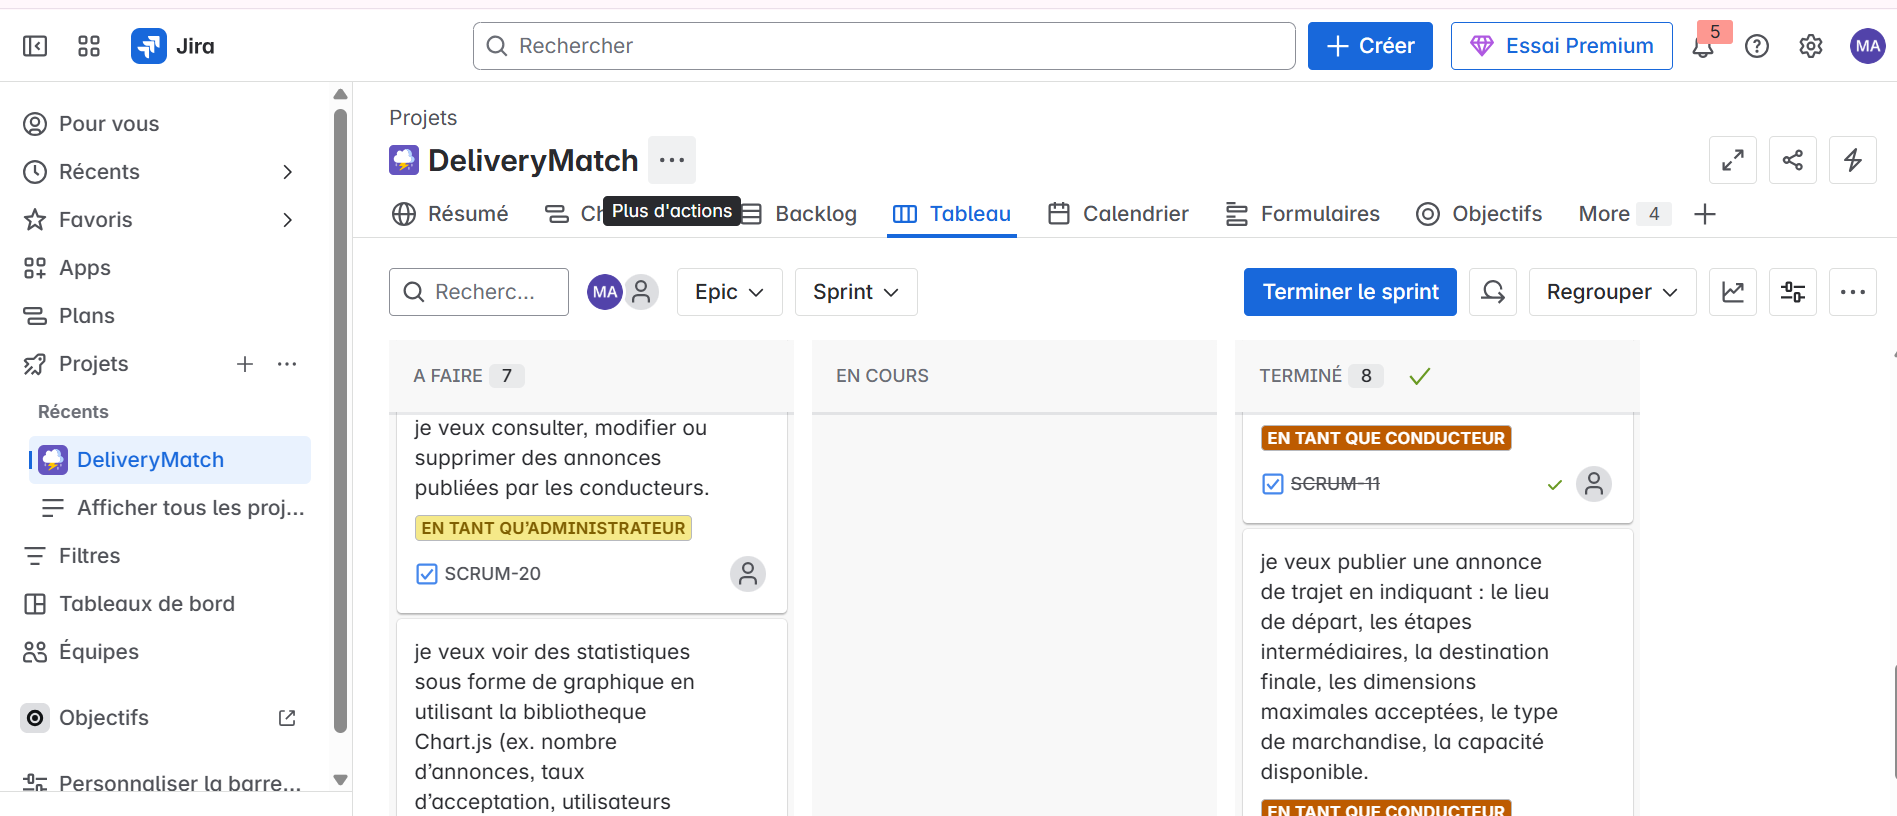 Jira
Rechercher
Créer
Essai Premium
5
MA
Pour vous
Récents
Favoris
Apps
Plans
Projets
Récents
DeliveryMatch
Afficher tous les proj...
Filtres
Tableaux de bord
Équipes
Objectifs
Personnaliser la barre...
Projets
DeliveryMatch
Plus d'actions
Résumé
Ch
Backlog
Tableau
Calendrier
Formulaires
Objectifs
More 4
Recherc...
MA
Epic
Sprint
Terminer le sprint
Regrouper
A FAIRE 7
je veux consulter, modifier ou
supprimer des annonces
publiées par les conducteurs.
EN TANT QU’ADMINISTRATEUR
SCRUM-20
je veux voir des statistiques
sous forme de graphique en
utilisant la bibliotheque
Chart.js (ex. nombre
d’annonces, taux
d’acceptation, utilisateurs
EN COURS
TERMINÉ 8
EN TANT QUE CONDUCTEUR
SCRUM-11
je veux publier une annonce
de trajet en indiquant : le lieu
de départ, les étapes
intermédiaires, la destination
finale, les dimensions
maximales acceptées, le type
de marchandise, la capacité
disponible.
EN TANT QUE CONDUCTEUR